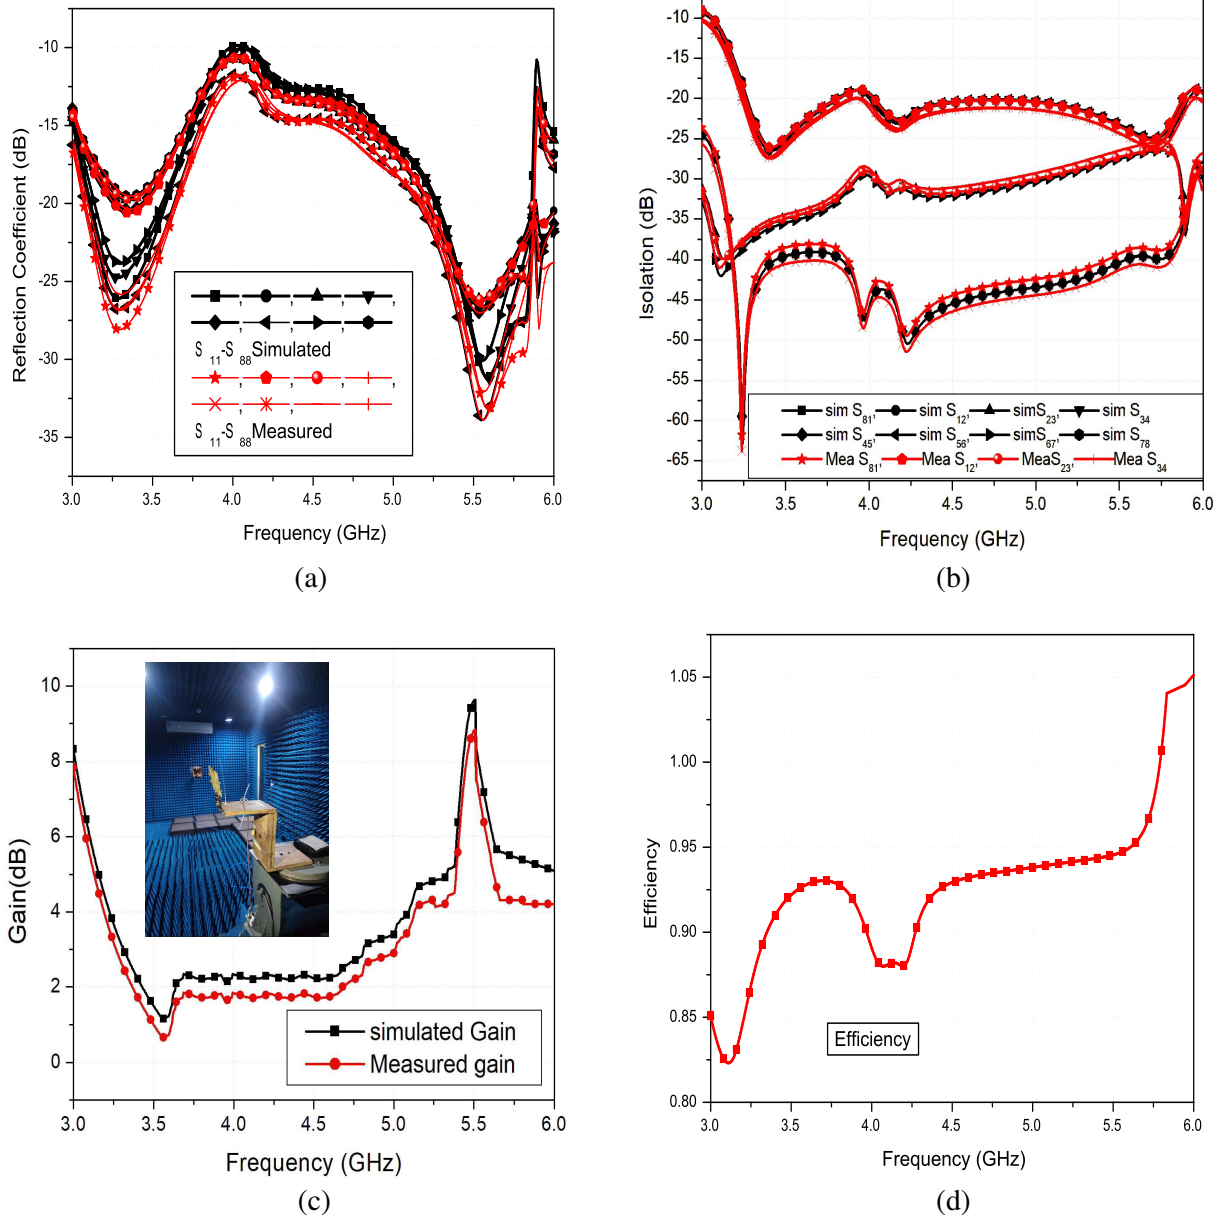 Reflection Coefficient (dB)
-10
-15
-20
-25
-30
-35
S 11-S 88Simulated
S 11-S 88Measured
3.0 3.5 4.0 4.5 5.0 5.5 6.0
Frequency (GHz)
(a)
Isolation (dB)
-10
-15
-20
-25
-30
-35
-40
-45
-50
-55
-60
-65
sim S81, sim S12, simS23, sim S34
sim S45, sim S56, simS67, sim S78
Mea S81, Mea S12, MeaS23, Mea S34
3.0 3.5 4.0 4.5 5.0 5.5 6.0
Frequency (GHz)
(b)
Gain(dB)
10
8
6
4
2
0
simulated Gain
Measured gain
3.0 3.5 4.0 4.5 5.0 5.5 6.0
Frequency (GHz)
(c)
Efficiency
1.05
1.00
0.95
0.90
0.85
0.80
Efficiency
3.0 3.5 4.0 4.5 5.0 5.5 6.0
Frequency (GHz)
(d)